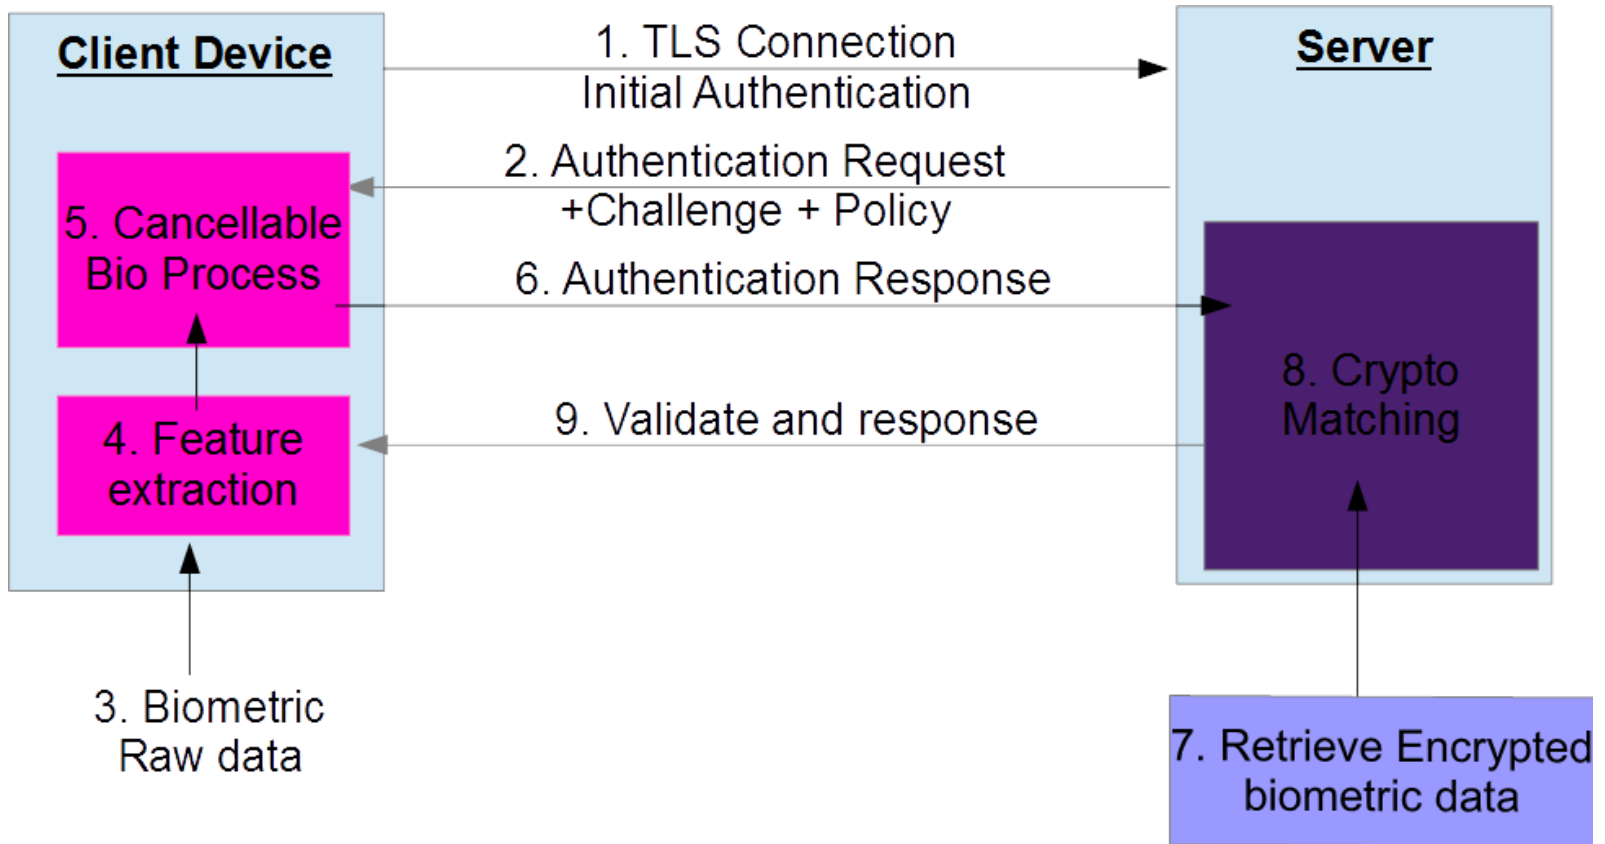 Client Device
1. TLS Connection
Initial Authentication
Server
2. Authentication Request
+Challenge + Policy
5. Cancellable
Bio Process
6. Authentication Response
8. Crypto
Matching
9. Validate and response
4. Feature
extraction
3. Biometric
Raw data
7. Retrieve Encrypted
biometric data